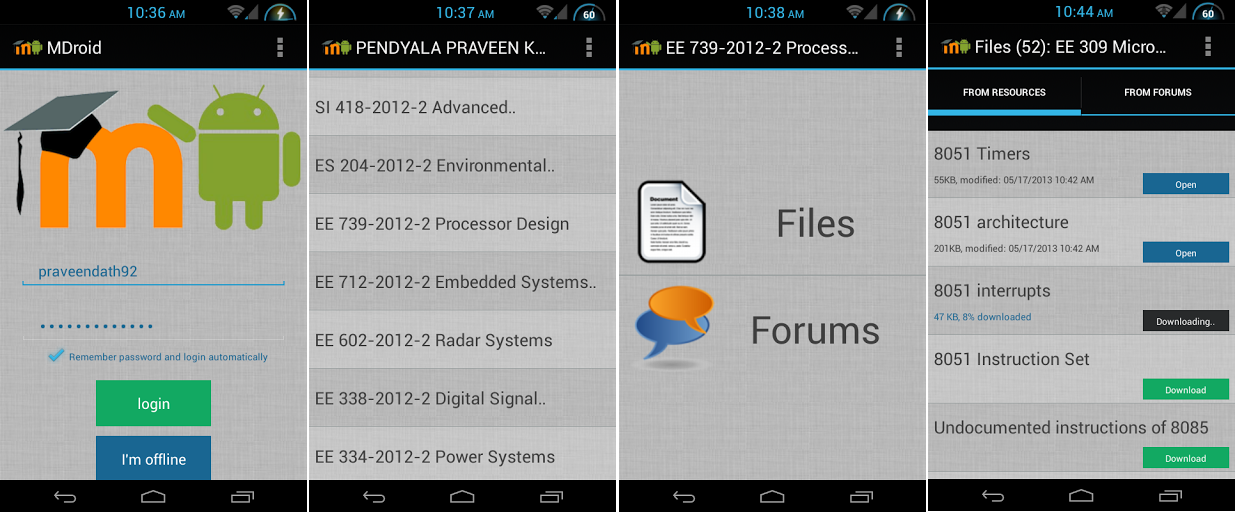 10:36 AM
MDroid
praveendath92
Remember password and login automatically
login
I'm offline
10:37 AM
60
PENDYALA PRAVEEN K...
SI 418-2012-2 Advanced..
ES 204-2012-2 Environmental..
EE 739-2012-2 Processor Design
EE 712-2012-2 Embedded Systems..
EE 602-2012-2 Radar Systems
EE 338-2012-2 Digital Signal..
EE 334-2012-2 Power Systems
10:38 AM
EE 739-2012-2 Process...
Document
Files
Forums
10:44 AM
60
Files (52): EE 309 Micro...
FROM RESOURCES
FROM FORUMS
8051 Timers
55KB, modified: 05/17/2013 10:42 AM
Open
8051 architecture
201KB, modified: 05/17/2013 10:42 AM
Open
8051 interrupts
47 KB, 8% downloaded
Downloading..
8051 Instruction Set
Download
Undocumented instructions of 8085
Download